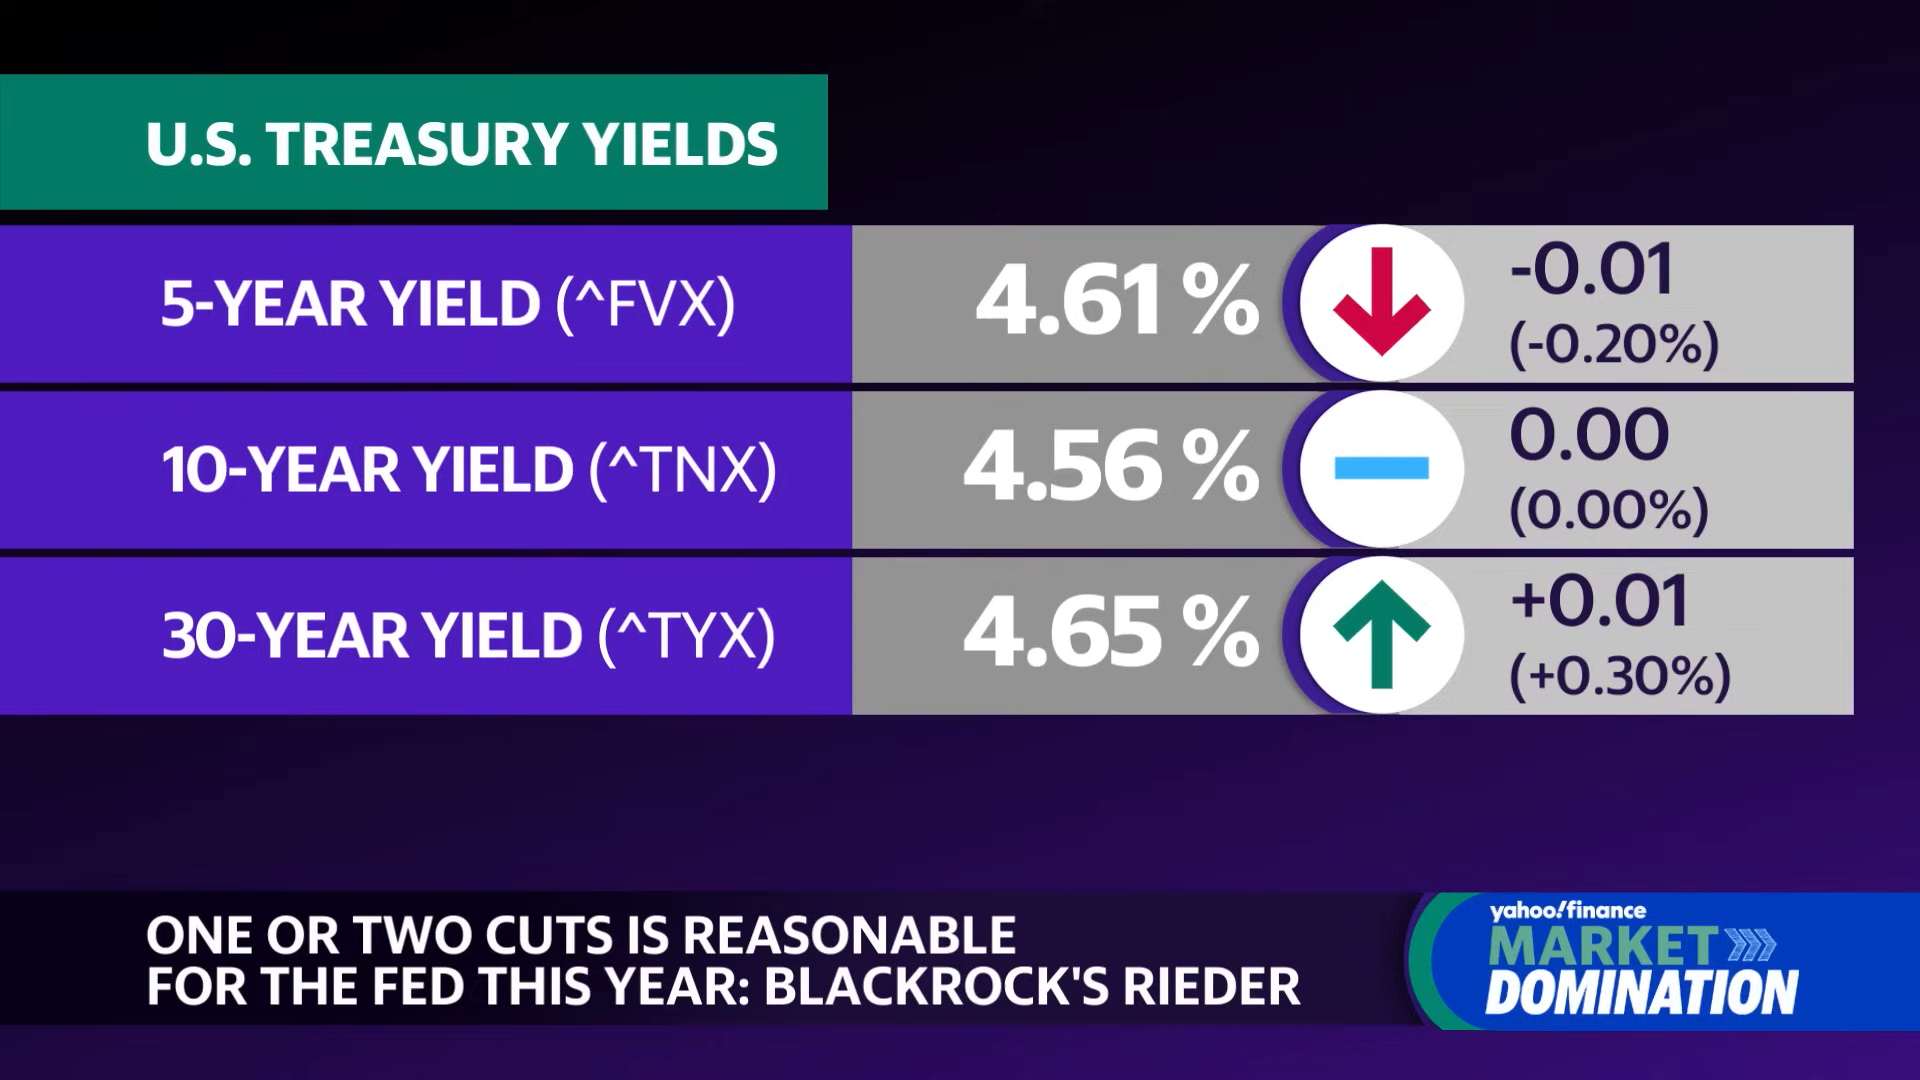 U.S. TREASURY YIELDS
5-YEAR YIELD (^FVX) 4.61 % -0.01 (-0.20%)
10-YEAR YIELD (^TNX) 4.56 % 0.00 (0.00%)
30-YEAR YIELD (^TYX) 4.65 % +0.01 (+0.30%)
ONE OR TWO CUTS IS REASONABLE
FOR THE FED THIS YEAR: BLACKROCK'S RIEDER
yahoo!finance
MARKET
DOMINATION